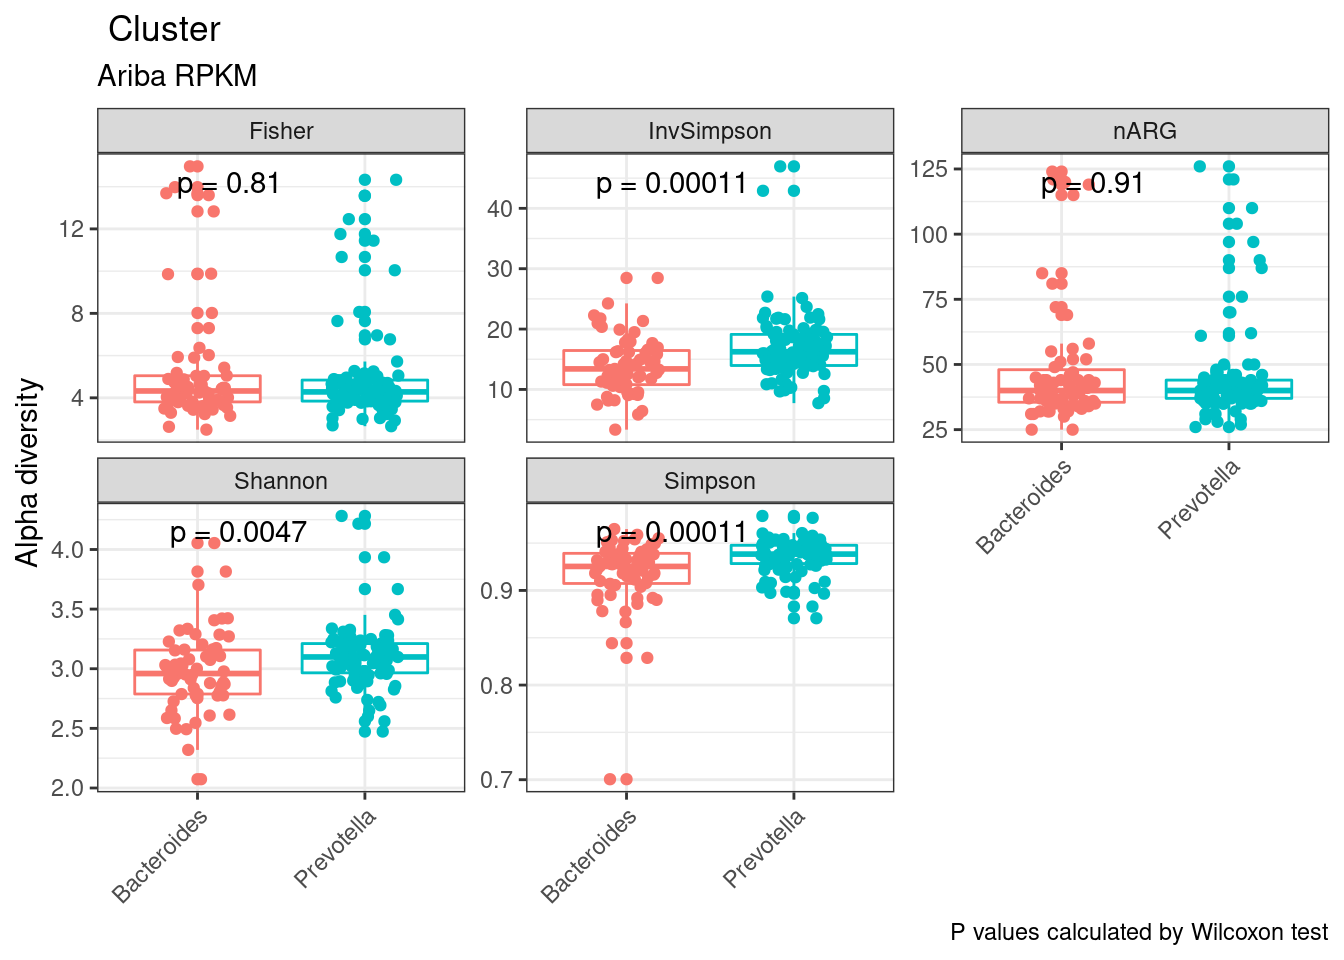 Cluster
Ariba RPKM
Fisher
InvSimpson
nARG
p = 0.81
p = 0.00011
p = 0.91
12
8
4
40
30
20
10
125
100
75
50
25
Bacteroides
Prevotella
Alpha diversity
Shannon
Simpson
p = 0.0047
p = 0.00011
4.0
3.5
3.0
2.5
2.0
0.9
0.8
0.7
Bacteroides
Prevotella
Bacteroides
Prevotella
P values calculated by Wilcoxon test